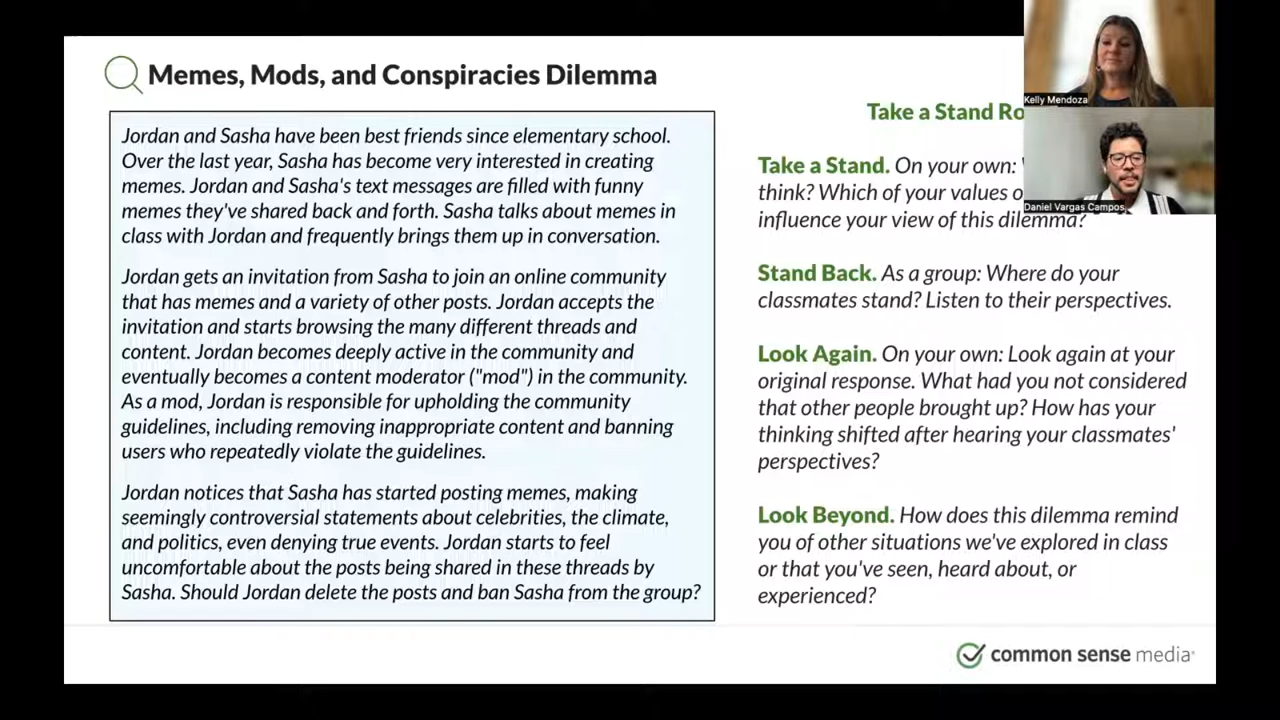 Memes, Mods, and Conspiracies Dilemma
Jordan and Sasha have been best friends since elementary school.
Over the last year, Sasha has become very interested in creating
memes. Jordan and Sasha's text messages are filled with funny
memes they've shared back and forth. Sasha talks about memes in
class with Jordan and frequently brings them up in conversation.
Jordan gets an invitation from Sasha to join an online community
that has memes and a variety of other posts. Jordan accepts the
invitation and starts browsing the many different threads and
content. Jordan becomes deeply active in the community and
eventually becomes a content moderator ("mod") in the community.
As a mod, Jordan is responsible for upholding the community
guidelines, including removing inappropriate content and banning
users who repeatedly violate the guidelines.
Jordan notices that Sasha has started posting memes, making
seemingly controversial statements about celebrities, the climate,
and politics, even denying true events. Jordan starts to feel
uncomfortable about the posts being shared in these threads by
Sasha. Should Jordan delete the posts and ban Sasha from the group?
Take a Stand Ro
Take a Stand. On your own:
think? Which of your values o
influence your view of this dilemma?
Stand Back. As a group: Where do your
classmates stand? Listen to their perspectives.
Look Again. On your own: Look again at your
original response. What had you not considered
that other people brought up? How has your
thinking shifted after hearing your classmates'
perspectives?
Look Beyond. How does this dilemma remind
you of other situations we've explored in class
or that you've seen, heard about, or
experienced?
Kelly Mendoza
Daniel Vargas Campos
common sense media